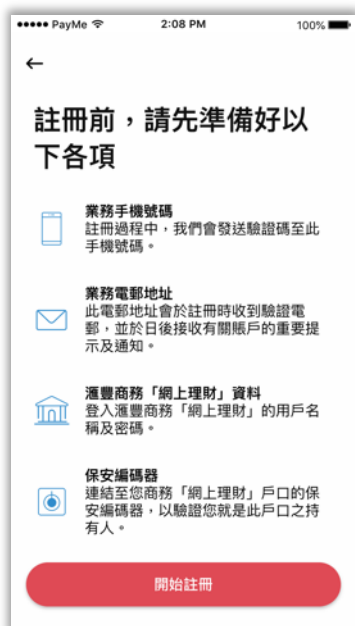 PayMe 2:08 PM 100%
註冊前，請先準備好以
下各項
業務手機號碼
註冊過程中，我們會發送驗證碼至此
手機號碼。
業務電郵地址
此電郵地址會於註冊時收到驗證電
郵，並於日後接收有關賬戶的重要提
示及通知。
滙豐商務「網上理財」資料
登入滙豐商務「網上理財」的用戶名
稱及密碼。
保安編碼器
連結至您商務「網上理財」戶口的保
安編碼器，以驗證您就是此戶口之持
有人。
開始註冊